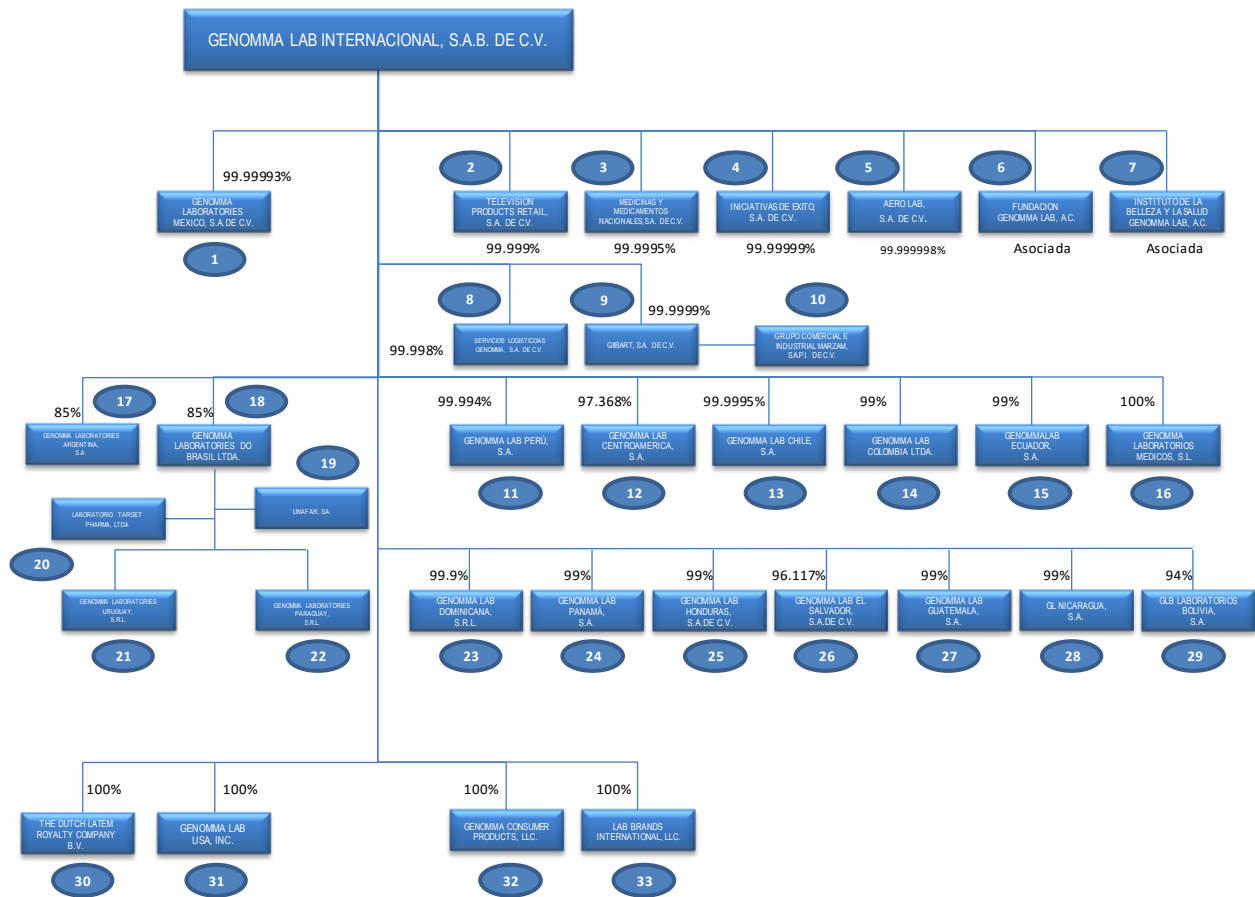 GENOMMA LAB INTERNACIONAL, S.A.B. DE C.V.
99.99993%
GENOMMA
LABORATORIES
MEXICO, S.A DE C.V.
1
2
TELEVISION
PRODUCTS RETAIL,
S.A. DE C.V.
99.999%
3
MEDICINAS Y
MEDICAMENTOS
NACIONALES, S.A. DE C.V.
99.9995%
4
INICIATIVAS DE EXITO,
S.A. DE C.V.
99.99999%
5
AERO LAB,
S.A. DE C.V.
99.999998%
6
FUNDACION
GENOMMA LAB, A.C.
Asociada
7
INSTITUTO DE LA
BELLEZA Y LA SALUD
GENOMMA LAB, A.C.
Asociada
8
SERVICIOS LOGISTICOAS
GENOMMA, S.A. DE C.V.
99.998%
9
99.9999%
GIBART, S.A. DE C.V.
10
GRUPO COMERCIAL E
INDUSTRIAL MARZAM,
S.A.P.I. DE C.V.
17
85%
GENOMMA LABORATORIES
ARGENTINA,
S.A.
18
85%
GENOMMA
LABORATORIES DO
BRASIL LTDA.
99.994%
GENOMMA LAB PERÚ,
S.A.
11
97.368%
GENOMMA LAB
CENTROAMERICA,
S.A.
12
99.9995%
GENOMMA LAB CHILE,
S.A.
13
99%
GENOMMA LAB
COLOMBIA LTDA.
14
99%
GENOMMALAB
ECUADOR,
S.A.
15
100%
GENOMMA
LABORATORIOS
MEDICOS, S.L.
16
19
LINAFAR, SA
LABORATORIO TARGET
PHARMA, LTDA
20
GENOMMA LABORATORIES
URUGUAY,
S.R.L.
21
GENOMMA LABORATORIES
PARAGUAY,
S.R.L
22
99.9%
GENOMMA LAB
DOMINICANA,
S.R.L.
23
99%
GENOMMA LAB
PANAMÁ,
S.A.
24
99%
GENOMMA LAB
HONDURAS,
S.A.DE C.V.
25
96.117%
GENOMMA LAB EL
SALVADOR,
S.A.DE C.V.
26
99%
GENOMMA LAB
GUATEMALA,
S.A.
27
99%
GL NICARAGUA,
S.A.
28
94%
GLB LABORATORIOS
BOLIVIA,
S.A.
29
100%
THE DUTCH LATEM
ROYALTY COMPANY
B.V.
30
100%
GENOMMA LAB
USA, INC.
31
100%
GENOMMA CONSUMER
PRODUCTS, LLC.
32
100%
LAB BRANDS
INTERNATIONAL, LLC.
33